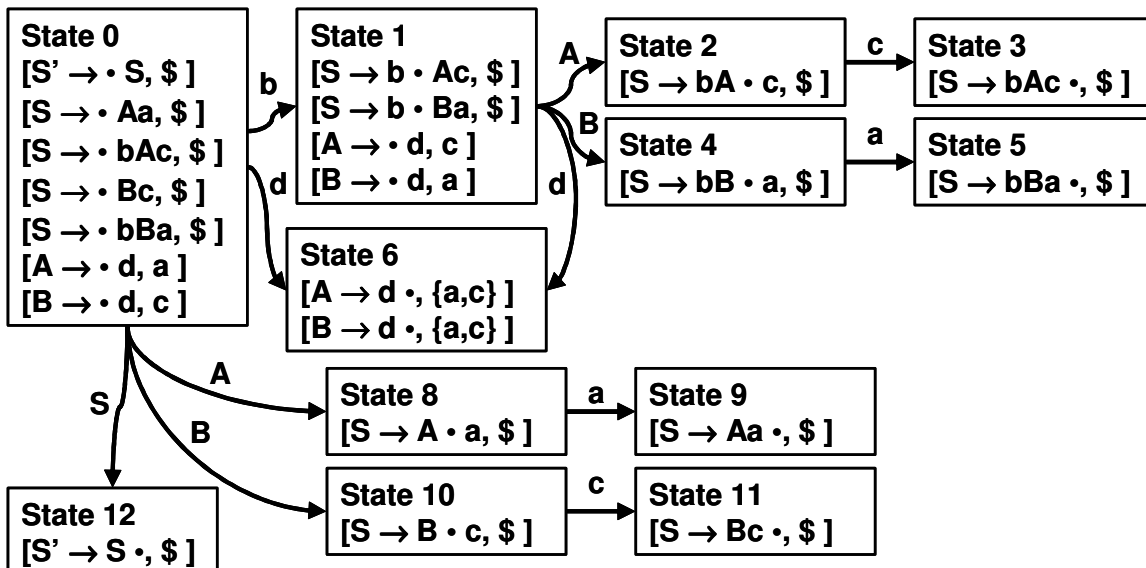 State 0
[S’ → • S, $ ]
[S → • Aa, $ ]
[S → • bAc, $ ]
[S → • Bc, $ ]
[S → • bBa, $ ]
[A → • d, a ]
[B → • d, c ]
b
d
State 1
[S → b • Ac, $ ]
[S → b • Ba, $ ]
[A → • d, c ]
[B → • d, a ]
A
B
d
State 2
[S → bA • c, $ ]
c
State 3
[S → bAc •, $ ]
State 4
[S → bB • a, $ ]
a
State 5
[S → bBa •, $ ]
State 6
[A → d •, {a,c} ]
[B → d •, {a,c} ]
A
S
B
State 8
[S → A • a, $ ]
a
State 9
[S → Aa •, $ ]
State 10
[S → B • c, $ ]
c
State 11
[S → Bc •, $ ]
State 12
[S’ → S •, $ ]